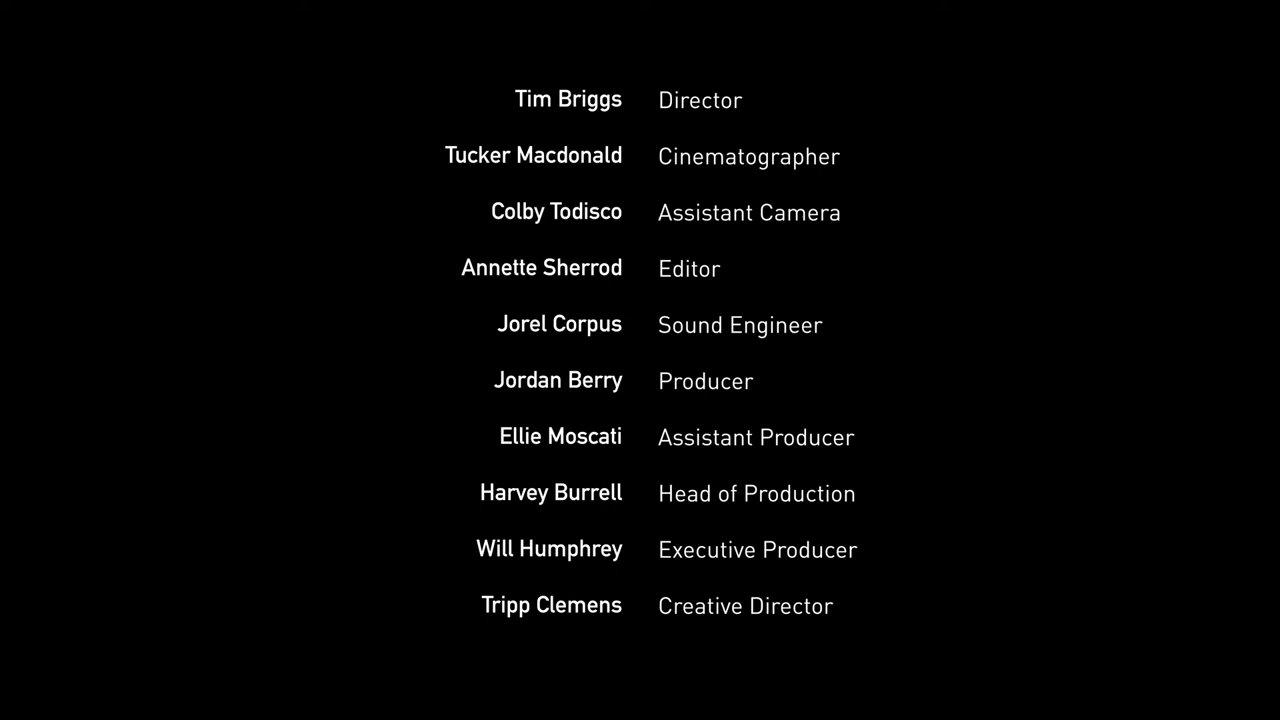 Tim Briggs Director
Tucker Macdonald Cinematographer
Colby Todisco Assistant Camera
Annette Sherrod Editor
Jorel Corpus Sound Engineer
Jordan Berry Producer
Ellie Moscati Assistant Producer
Harvey Burrell Head of Production
Will Humphrey Executive Producer
Tripp Clemens Creative Director